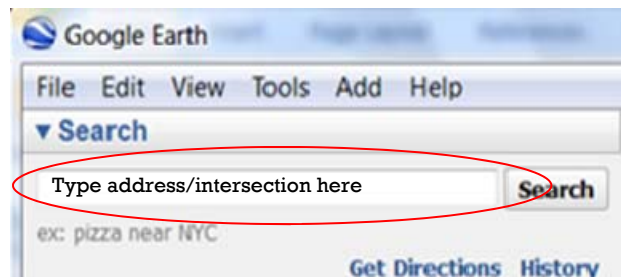 Google Earth
File Edit View Tools Add Help
Search
Type address/intersection here Search
ex: pizza near NYC
Get Directions History